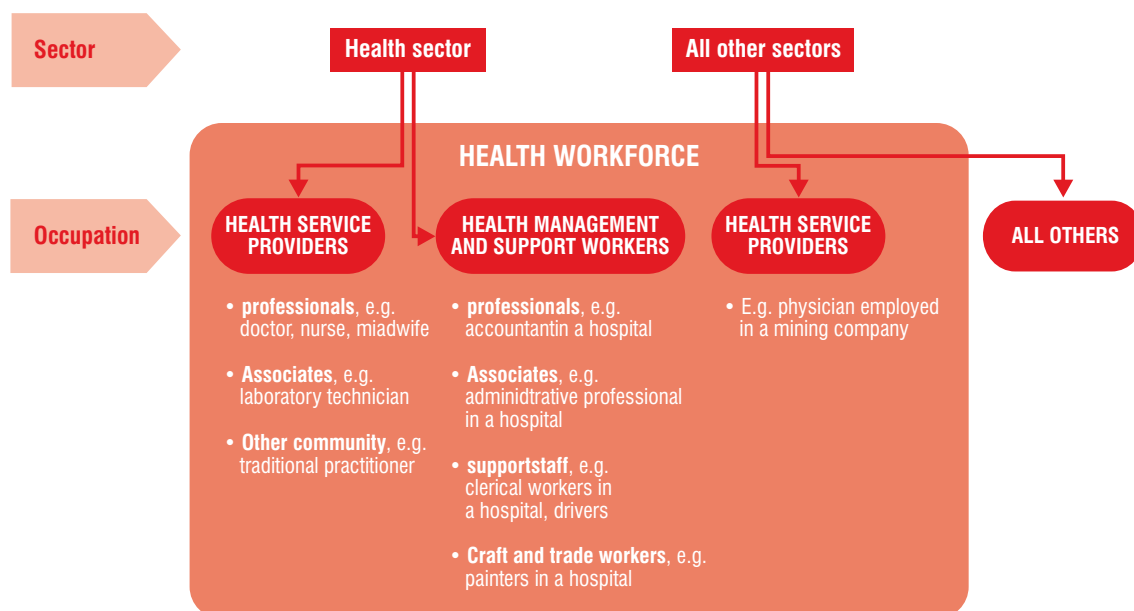 Sector
Health sector
All other sectors
HEALTH WORKFORCE
Occupation
HEALTH SERVICE
PROVIDERS
HEALTH MANAGEMENT
AND SUPPORT WORKERS
HEALTH SERVICE
PROVIDERS
ALL OTHERS
• professionals, e.g.
doctor, nurse, miadwife
• Associates, e.g.
laboratory technician
• Other community, e.g.
traditional practitioner
• professionals, e.g.
accountantin a hospital
• Associates, e.g.
adminidtrative professional
in a hospital
• supportstaff, e.g.
clerical workers in
a hospital, drivers
• Craft and trade workers, e.g.
painters in a hospital
• E.g. physician employed
in a mining company